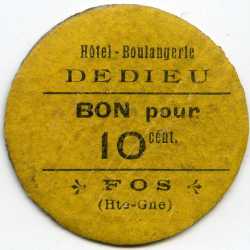 Hôtel-Boulangerie
DEDIEU
BON pour
10 cent.
FOS
(Hte-Gne)